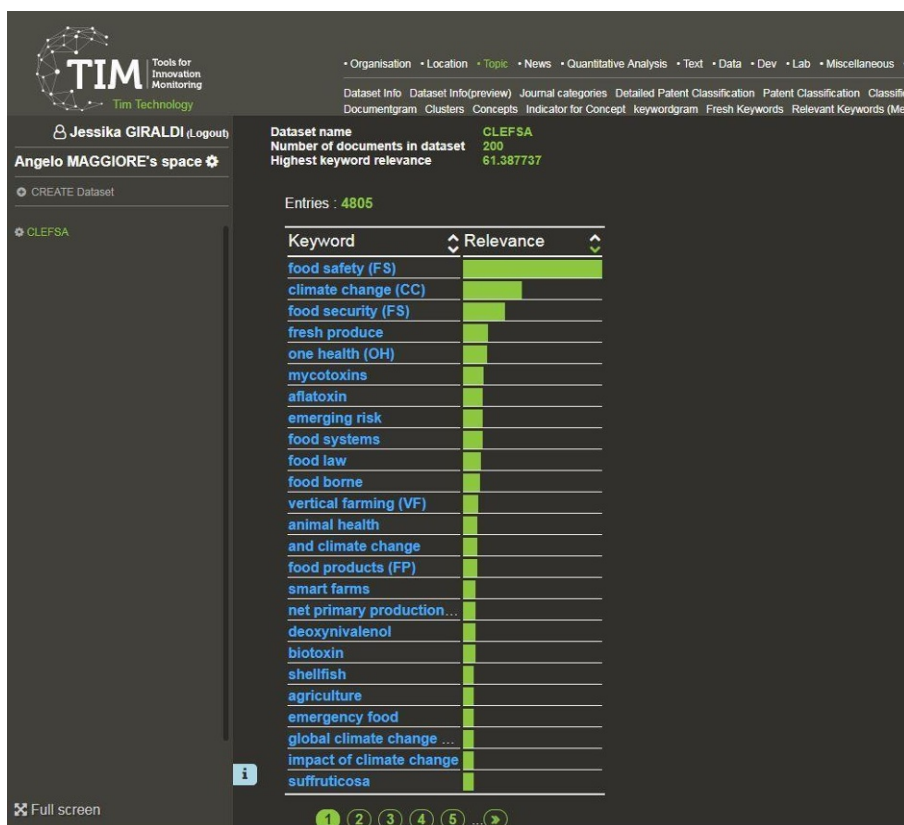 TIM
Tools for
Innovation
Monitoring
Tim Technology
• Organisation • Location • Topic • News • Quantitative Analysis • Text • Data • Dev • Lab • Miscellaneous
Dataset Info Dataset Info(preview) Journal categories Detailed Patent Classification Patent Classification Classifi
Documentgram Clusters Concepts Indicator for Concept keywordgram Fresh Keywords Relevant Keywords (Me
Jessika GIRALDI (Logout)
Angelo MAGGIORE's space
CREATE Dataset
CLEFSA
Dataset name CLEFSA
Number of documents in dataset 200
Highest keyword relevance 61.387737
Entries : 4805
Keyword Relevance
food safety (FS)
climate change (CC)
food security (FS)
fresh produce
one health (OH)
mycotoxins
aflatoxin
emerging risk
food systems
food law
food borne
vertical farming (VF)
animal health
and climate change
food products (FP)
smart farms
net primary production...
deoxynivalenol
biotoxin
shellfish
agriculture
emergency food
global climate change ...
impact of climate change
suffruticosa
i
1 2 3 4 5 ... »
Full screen